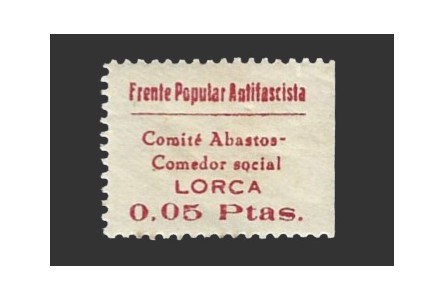 Frente Popular Antifascista
Comité Abastos-
Comedor social
LORCA
0,05 Ptas.